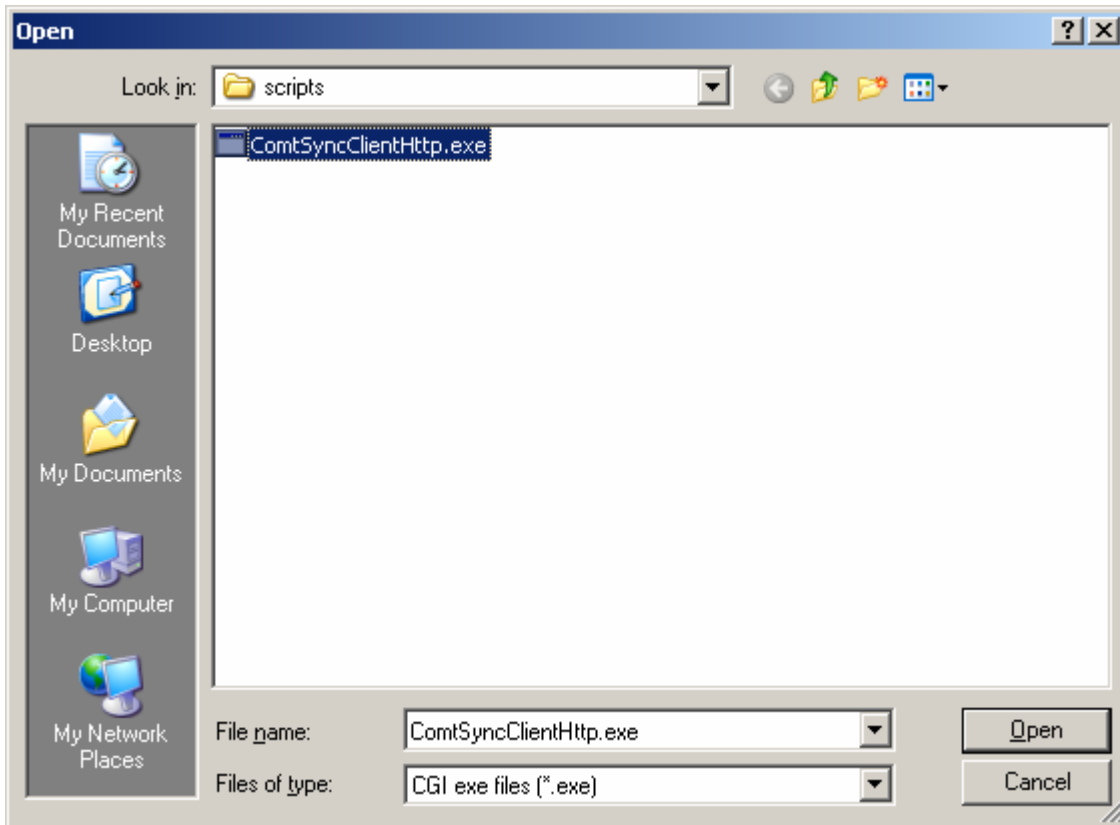 Open
Look in:
scripts
ComtSyncClientHttp.exe
My Recent
Documents
Desktop
My Documents
My Computer
My Network
Places
File name:
ComtSyncClientHttp.exe
Open
Files of type:
CGI exe files (*.exe)
Cancel